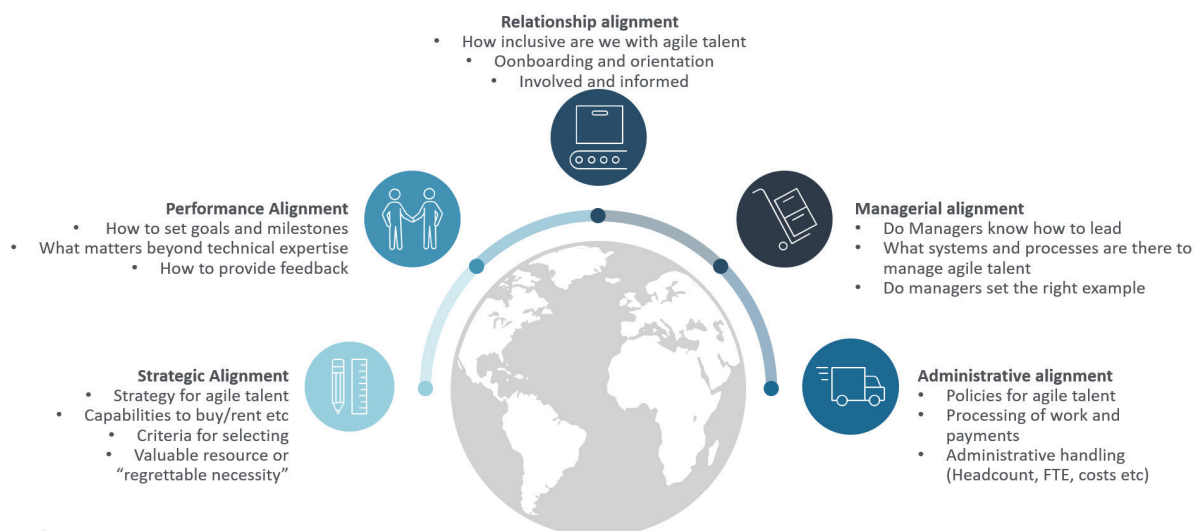 Relationship alignment
• How inclusive are we with agile talent
• Oonboarding and orientation
• Involved and informed
Performance Alignment
• How to set goals and milestones
• What matters beyond technical expertise
• How to provide feedback
Managerial alignment
• Do Managers know how to lead
• What systems and processes are there to
manage agile talent
• Do managers set the right example
Strategic Alignment
• Strategy for agile talent
• Capabilities to buy/rent etc
• Criteria for selecting
• Valuable resource or
“regrettable necessity”
Administrative alignment
• Policies for agile talent
• Processing of work and
payments
• Administrative handling
(Headcount, FTE, costs etc)